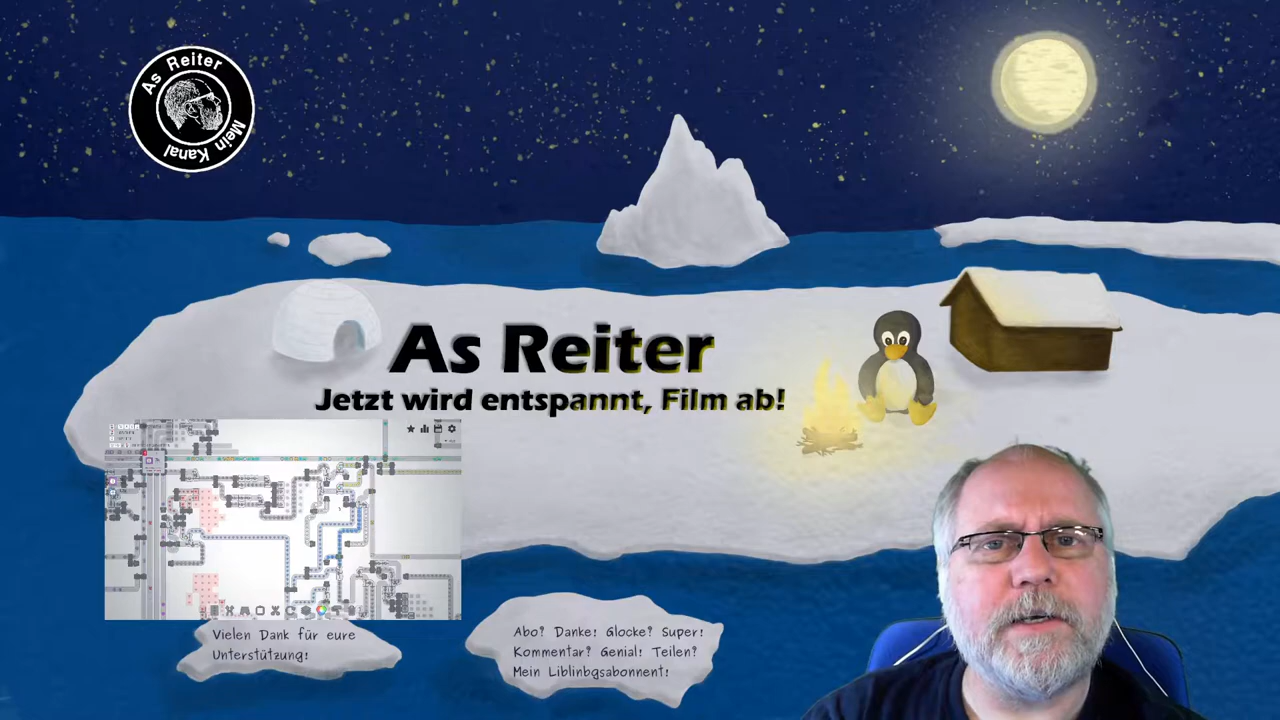 As Reiter
Mein Kanal
As Reiter
Jetzt wird entspannt, Film ab!
Vielen Dank für eure
Unterstützung!
Abo? Danke! Glocke? Super!
Kommentar? Genial! Teilen?
Mein Liblinbgsabonnent!